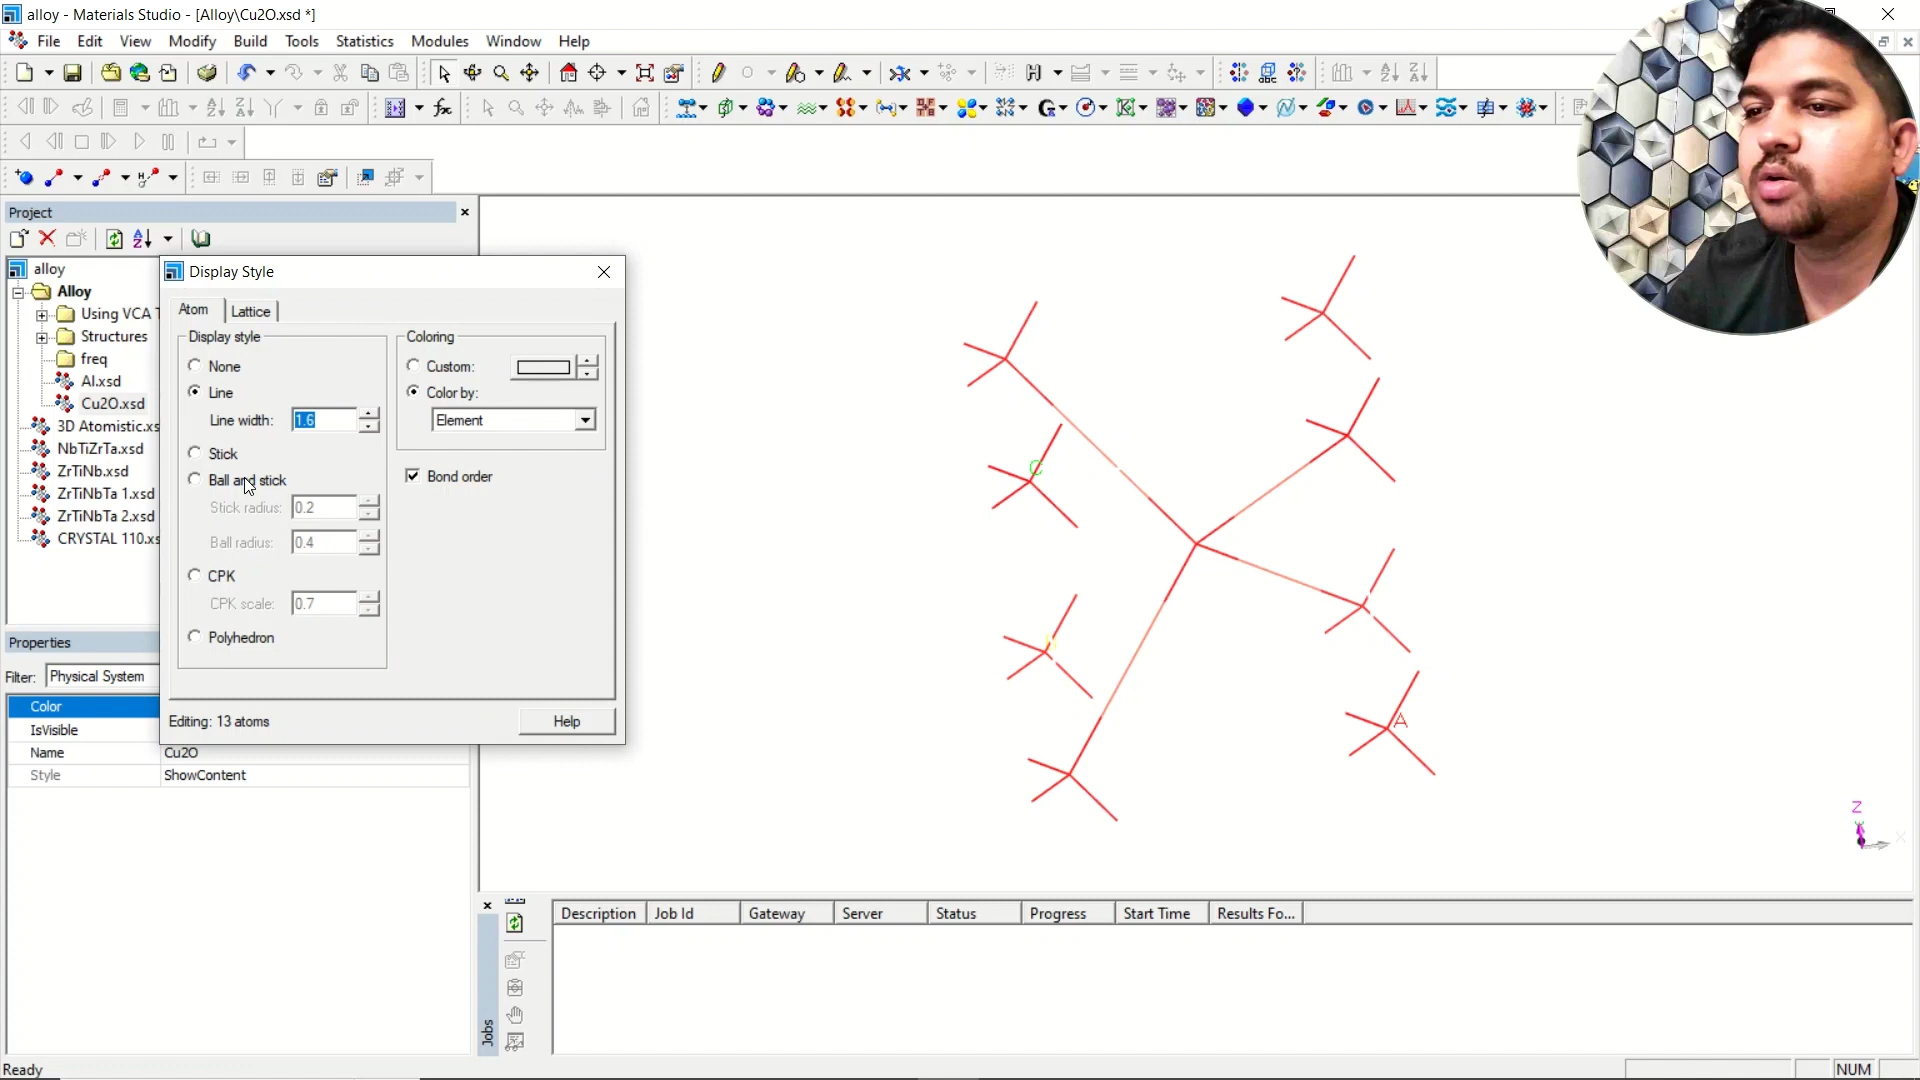 alloy - Materials Studio - [Alloy\Cu2O.xsd *]
File Edit View Modify Build Tools Statistics Modules Window Help
Project
alloy
Alloy
Using VCA T
Structures
freq
Al.xsd
Cu2O.xsd
3D Atomistic.xs
NbTiZrTa.xsd
ZrTiNb.xsd
ZrTiNbTa 1.xsd
ZrTiNbTa 2.xsd
CRYSTAL 110.xs
Display Style
Atom Lattice
Display style
None
Line
Line width: 1.6
Stick
Ball and stick
Stick radius: 0.2
Ball radius: 0.4
CPK
CPK scale: 0.7
Polyhedron
Coloring
Custom:
Color by:
Element
Bond order
Editing: 13 atoms
Help
Properties
Filter: Physical System
Color
IsVisible
Name Cu2O
Style ShowContent
C
A
Z
X
Jobs
Description Job Id Gateway Server Status Progress Start Time Results Fo...
Ready
NUM